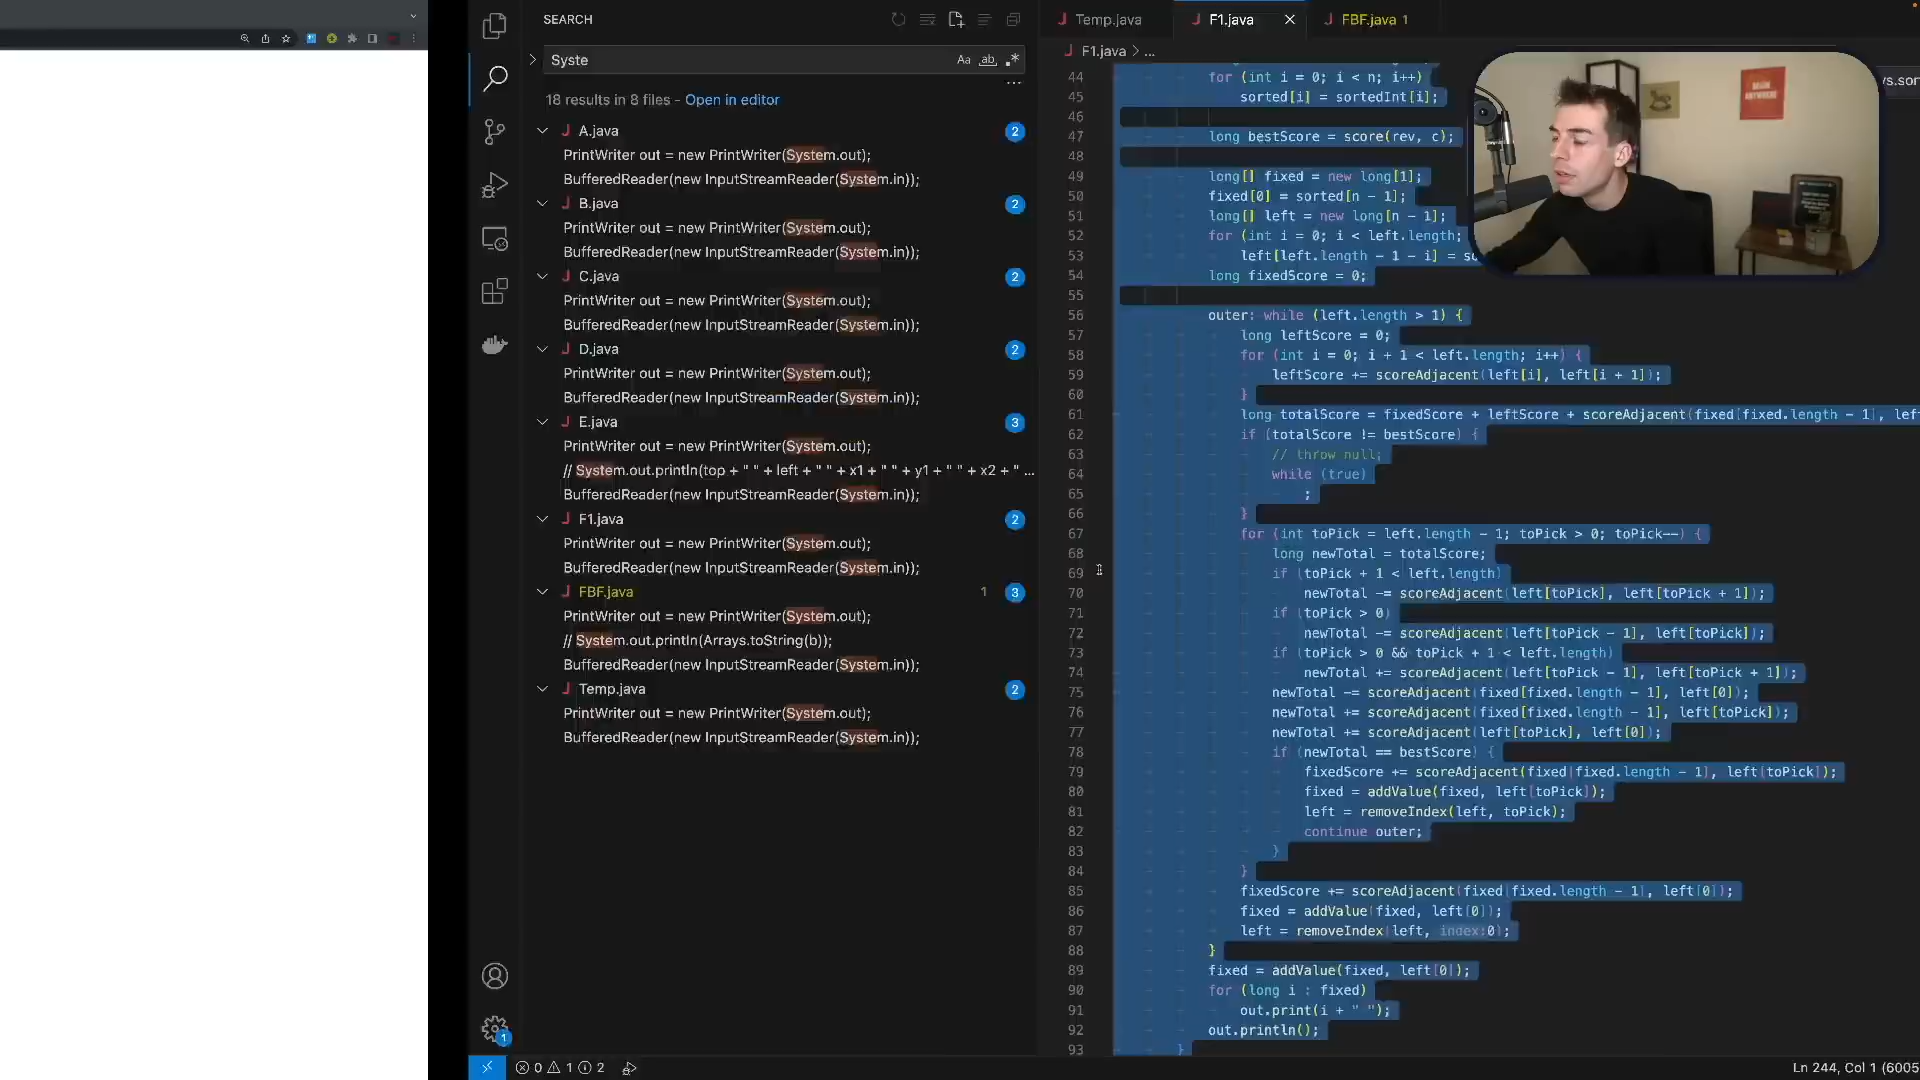 SEARCH
Syste
Aa ab .*
18 results in 8 files - Open in editor
A.java 2
PrintWriter out = new PrintWriter(System.out);
BufferedReader(new InputStreamReader(System.in));
B.java 2
PrintWriter out = new PrintWriter(System.out);
BufferedReader(new InputStreamReader(System.in));
C.java 2
PrintWriter out = new PrintWriter(System.out);
BufferedReader(new InputStreamReader(System.in));
D.java 2
PrintWriter out = new PrintWriter(System.out);
BufferedReader(new InputStreamReader(System.in));
E.java 3
PrintWriter out = new PrintWriter(System.out);
// System.out.println(top + " " + left + " " + x1 + " " + y1 + " " + x2 + " ...
BufferedReader(new InputStreamReader(System.in));
F1.java 2
PrintWriter out = new PrintWriter(System.out);
BufferedReader(new InputStreamReader(System.in));
FBF.java 1 3
PrintWriter out = new PrintWriter(System.out);
// System.out.println(Arrays.toString(b));
BufferedReader(new InputStreamReader(System.in));
Temp.java 2
PrintWriter out = new PrintWriter(System.out);
BufferedReader(new InputStreamReader(System.in));
1
0 1 2
Temp.java F1.java FBF.java 1
F1.java > ...
44 for (int i = 0; i < n; i++)
45 sorted[i] = sortedInt[i];
46
47 long bestScore = score(rev, c);
48
49 long[] fixed = new long[1];
50 fixed[0] = sorted[n - 1];
51 long[] left = new long[n - 1];
52 for (int i = 0; i < left.length;
53 left[left.length - 1 - i] = so
54 long fixedScore = 0;
55
56 outer: while (left.length > 1) {
57 long leftScore = 0;
58 for (int i = 0; i + 1 < left.length; i++) {
59 leftScore += scoreAdjacent(left[i], left[i + 1]);
60 }
61 long totalScore = fixedScore + leftScore + scoreAdjacent(fixed[fixed.length - 1], lef
62 if (totalScore != bestScore) {
63 // throw null;
64 while (true)
65 ;
66 }
67 for (int toPick = left.length - 1; toPick > 0; toPick--) {
68 long newTotal = totalScore;
69 if (toPick + 1 < left.length)
70 newTotal -= scoreAdjacent(left[toPick], left[toPick + 1]);
71 if (toPick > 0)
72 newTotal -= scoreAdjacent(left[toPick - 1], left[toPick]);
73 if (toPick > 0 && toPick + 1 < left.length)
74 newTotal += scoreAdjacent(left[toPick - 1], left[toPick + 1]);
75 newTotal -= scoreAdjacent(fixed[fixed.length - 1], left[0]);
76 newTotal += scoreAdjacent(fixed[fixed.length - 1], left[toPick]);
77 newTotal += scoreAdjacent(left[toPick], left[0]);
78 if (newTotal == bestScore) {
79 fixedScore += scoreAdjacent(fixed[fixed.length - 1], left[toPick]);
80 fixed = addValue(fixed, left[toPick]);
81 left = removeIndex(left, toPick);
82 continue outer;
83 }
84 }
85 fixedScore += scoreAdjacent(fixed[fixed.length - 1], left[0]);
86 fixed = addValue(fixed, left[0]);
87 left = removeIndex(left, index:0);
88 }
89 fixed = addValue(fixed, left[0]);
90 for (long i : fixed)
91 out.print(i + " ");
92 out.println();
93 }
ys.sor
Ln 244, Col 1 (6005